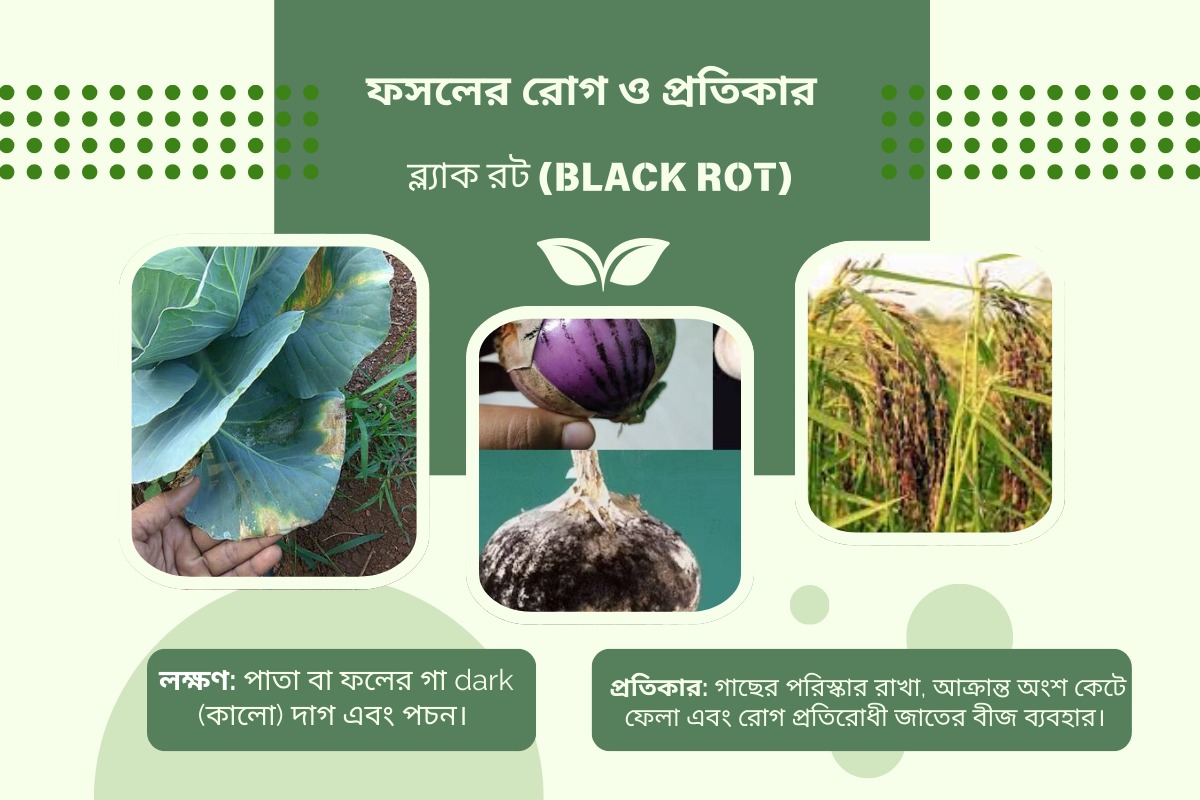 ফসলের রোগ ও প্রতিকার
ব্ল্যাক রট (BLACK ROT)
লক্ষণ: পাতা বা ফলের গা dark
(কালো) দাগ এবং পচন।
প্রতিকার: গাছের পরিস্কার রাখা, আক্রান্ত অংশ কেটে
ফেলা এবং রোগ প্রতিরোধী জাতের বীজ ব্যবহার।